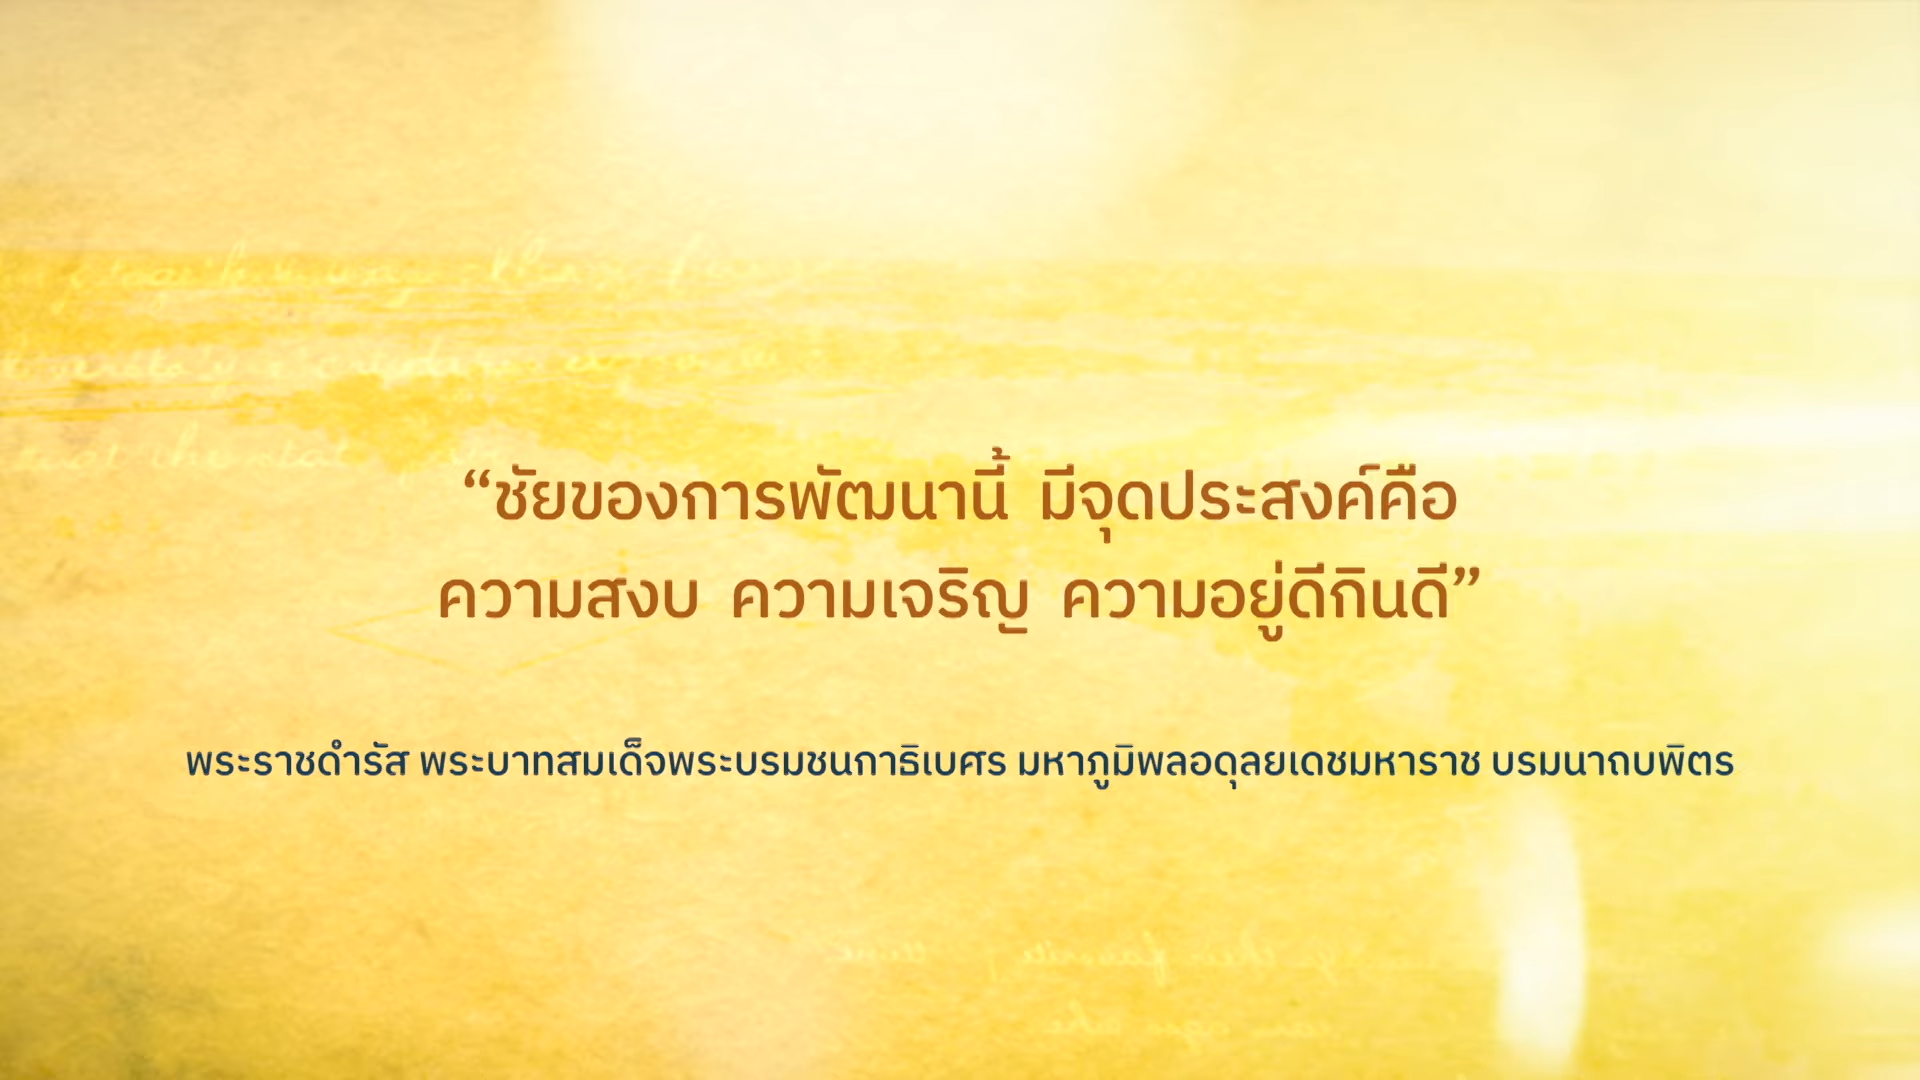 “ชัยของการพัฒนานี้ มีจุดประสงค์คือ
ความสงบ ความเจริญ ความอยู่ดีกินดี”
พระราชดำรัส พระบาทสมเด็จพระบรมชนกาธิเบศร มหาภูมิพลอดุลยเดชมหาราช บรมนาถบพิตร